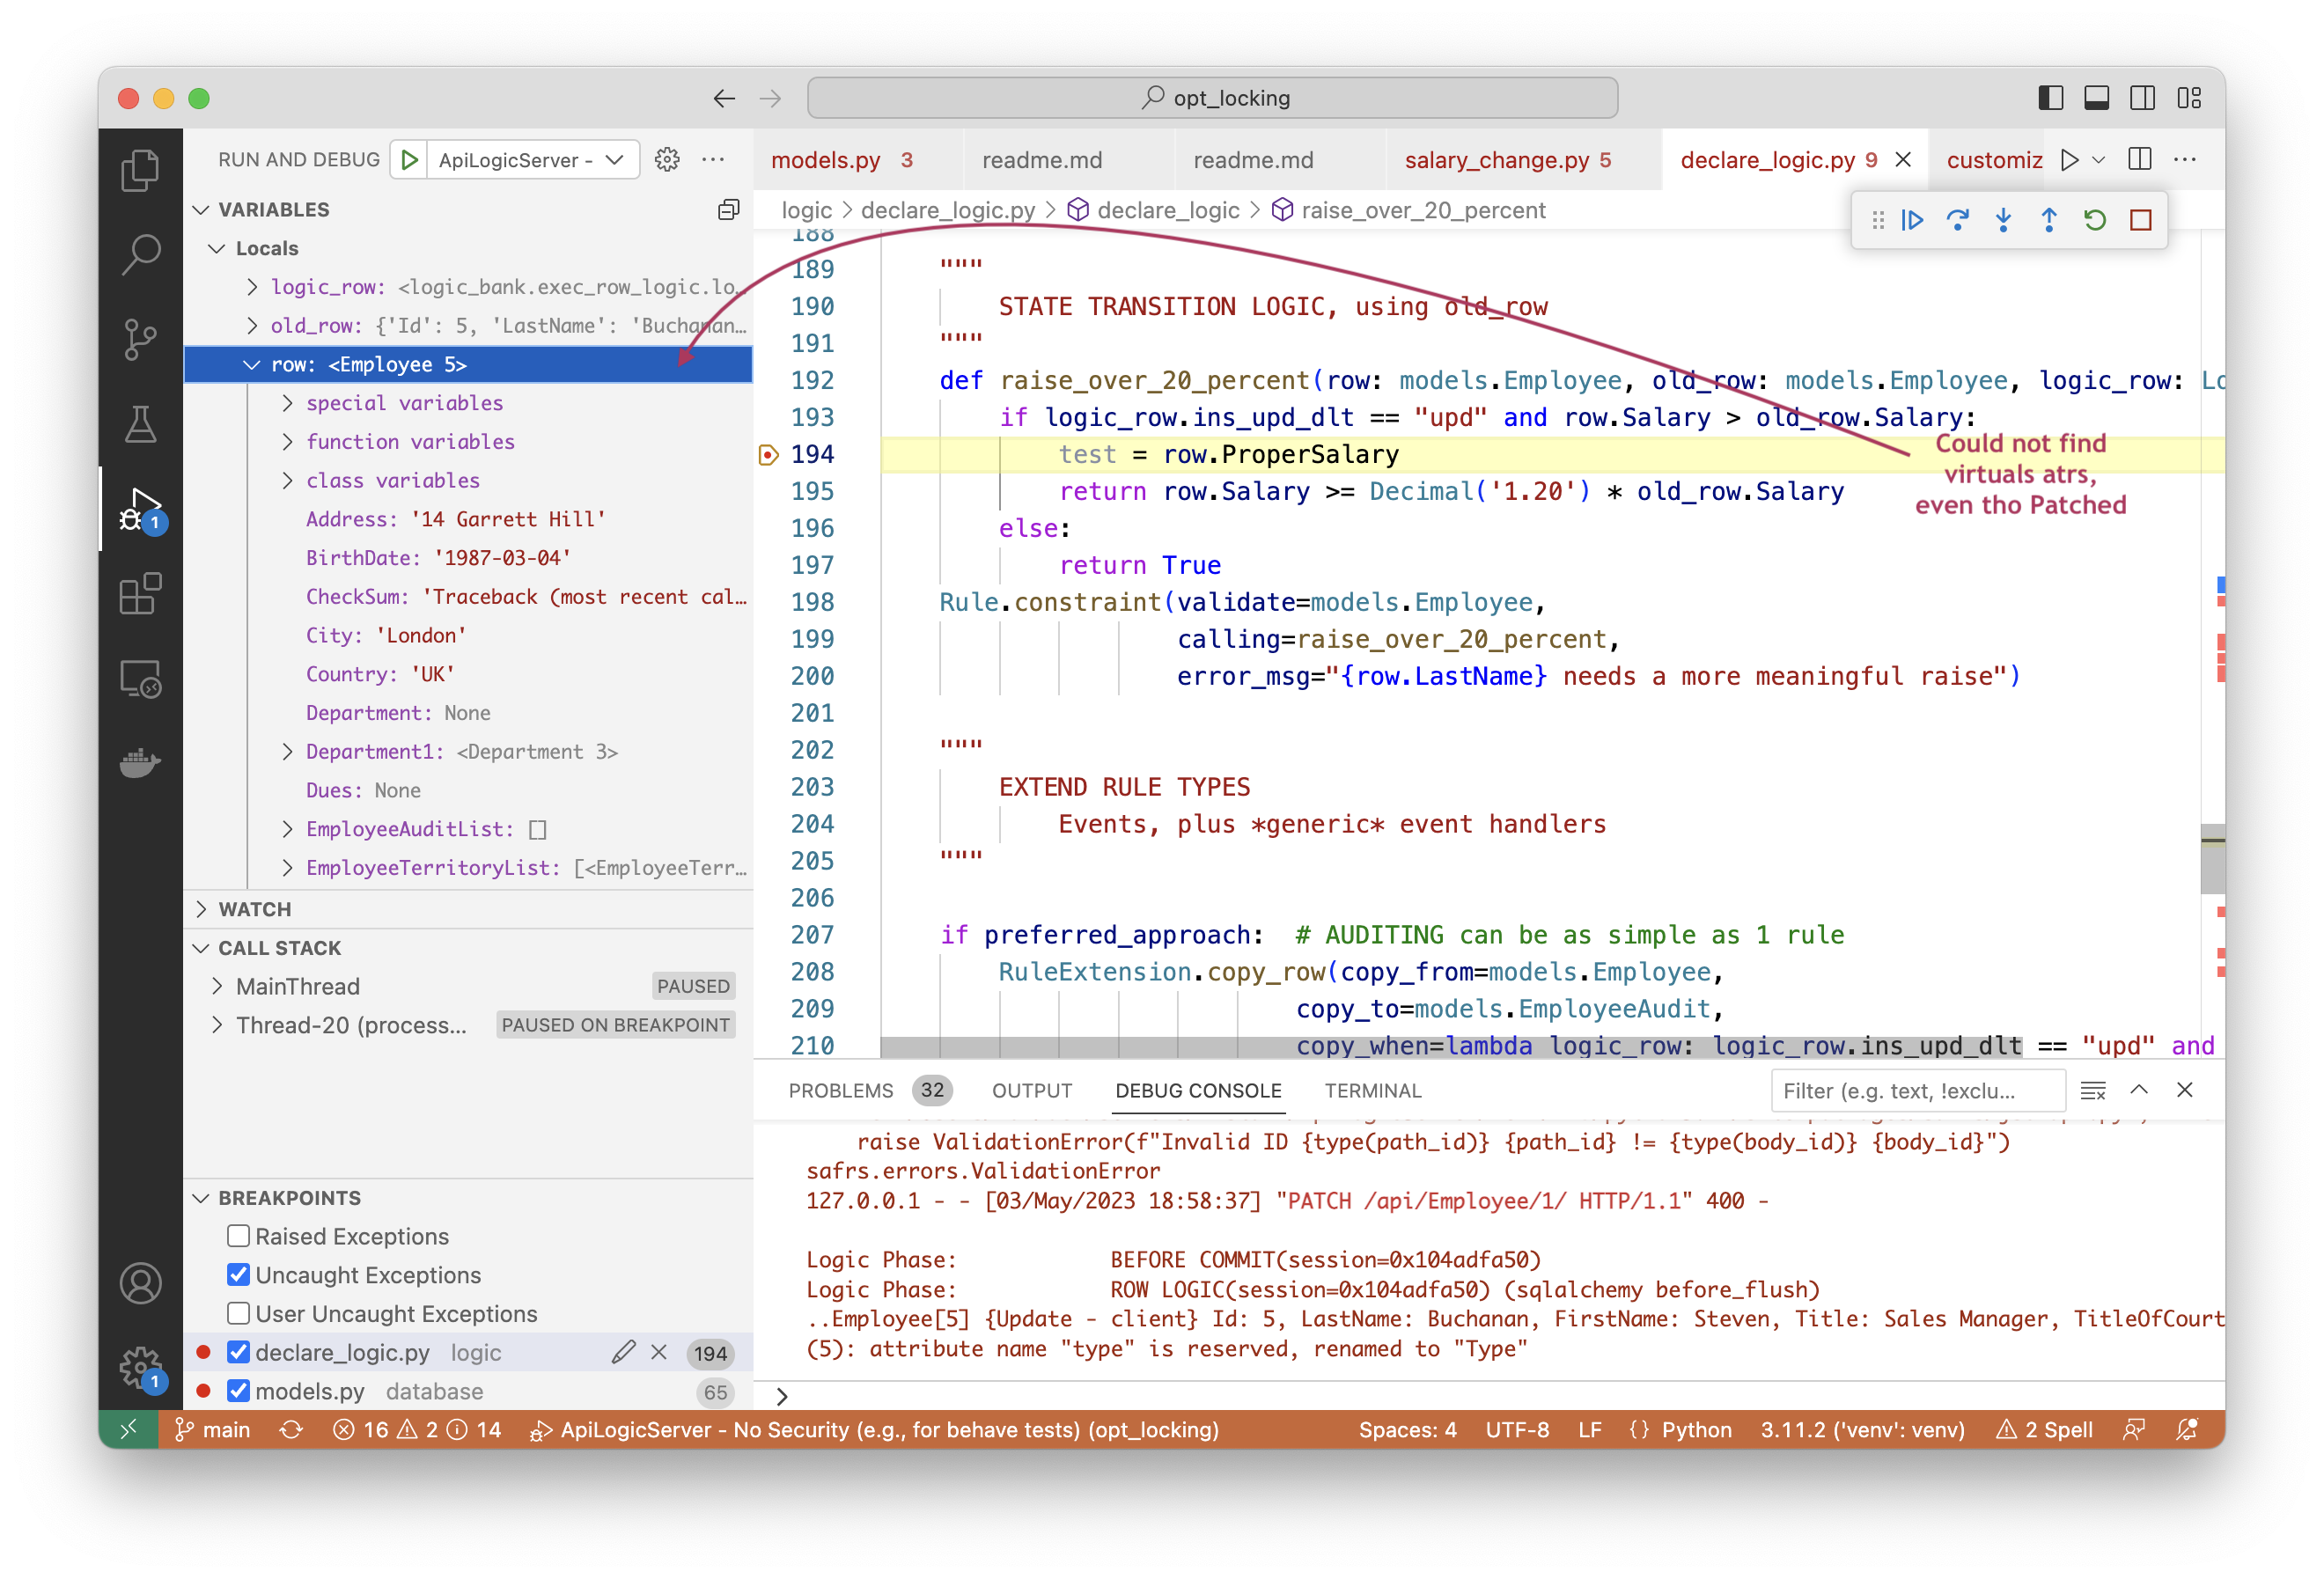 opt_locking
RUN AND DEBUG
ApiLogicServer -
models.py 3
readme.md
readme.md
salary_change.py 5
declare_logic.py 9
customiz
logic > declare_logic.py > declare_logic > raise_over_20_percent
VARIABLES
Locals
logic_row: <logic_bank.exec_row_logic.lo…
old_row: {'Id': 5, 'LastName': 'Buchanan…
row: <Employee 5>
special variables
function variables
class variables
Address: '14 Garrett Hill'
BirthDate: '1987-03-04'
CheckSum: 'Traceback (most recent cal…
City: 'London'
Country: 'UK'
Department: None
Department1: <Department 3>
Dues: None
EmployeeAuditList: []
EmployeeTerritoryList: [<EmployeeTerr…
WATCH
CALL STACK
MainThread PAUSED
Thread-20 (process... PAUSED ON BREAKPOINT
BREAKPOINTS
Raised Exceptions
Uncaught Exceptions
User Uncaught Exceptions
declare_logic.py logic 194
models.py database 65
188
189 """
190 STATE TRANSITION LOGIC, using old_row
191 """
192 def raise_over_20_percent(row: models.Employee, old_row: models.Employee, logic_row: Lo
193 if logic_row.ins_upd_dlt == "upd" and row.Salary > old_row.Salary:
194 test = row.ProperSalary
195 return row.Salary >= Decimal('1.20') * old_row.Salary
196 else:
197 return True
198 Rule.constraint(validate=models.Employee,
199 calling=raise_over_20_percent,
200 error_msg="{row.LastName} needs a more meaningful raise")
201
202 """
203 EXTEND RULE TYPES
204 Events, plus *generic* event handlers
205 """
206
207 if preferred_approach: # AUDITING can be as simple as 1 rule
208 RuleExtension.copy_row(copy_from=models.Employee,
209 copy_to=models.EmployeeAudit,
210 copy_when=lambda logic_row: logic_row.ins_upd_dlt == "upd" and
Could not find
virtuals atrs,
even tho Patched
PROBLEMS 32 OUTPUT DEBUG CONSOLE TERMINAL
Filter (e.g. text, !exclu...
raise ValidationError(f"Invalid ID {type(path_id)} {path_id} != {type(body_id)} {body_id}")
safrs.errors.ValidationError
127.0.0.1 - - [03/May/2023 18:58:37] "PATCH /api/Employee/1/ HTTP/1.1" 400 -
Logic Phase: BEFORE COMMIT(session=0x104adfa50)
Logic Phase: ROW LOGIC(session=0x104adfa50) (sqlalchemy before_flush)
..Employee[5] {Update - client} Id: 5, LastName: Buchanan, FirstName: Steven, Title: Sales Manager, TitleOfCourt
(5): attribute name "type" is reserved, renamed to "Type"
>
1
1
main 16 2 14 ApiLogicServer - No Security (e.g., for behave tests) (opt_locking) Spaces: 4 UTF-8 LF {} Python 3.11.2 ('venv': venv) 2 Spell